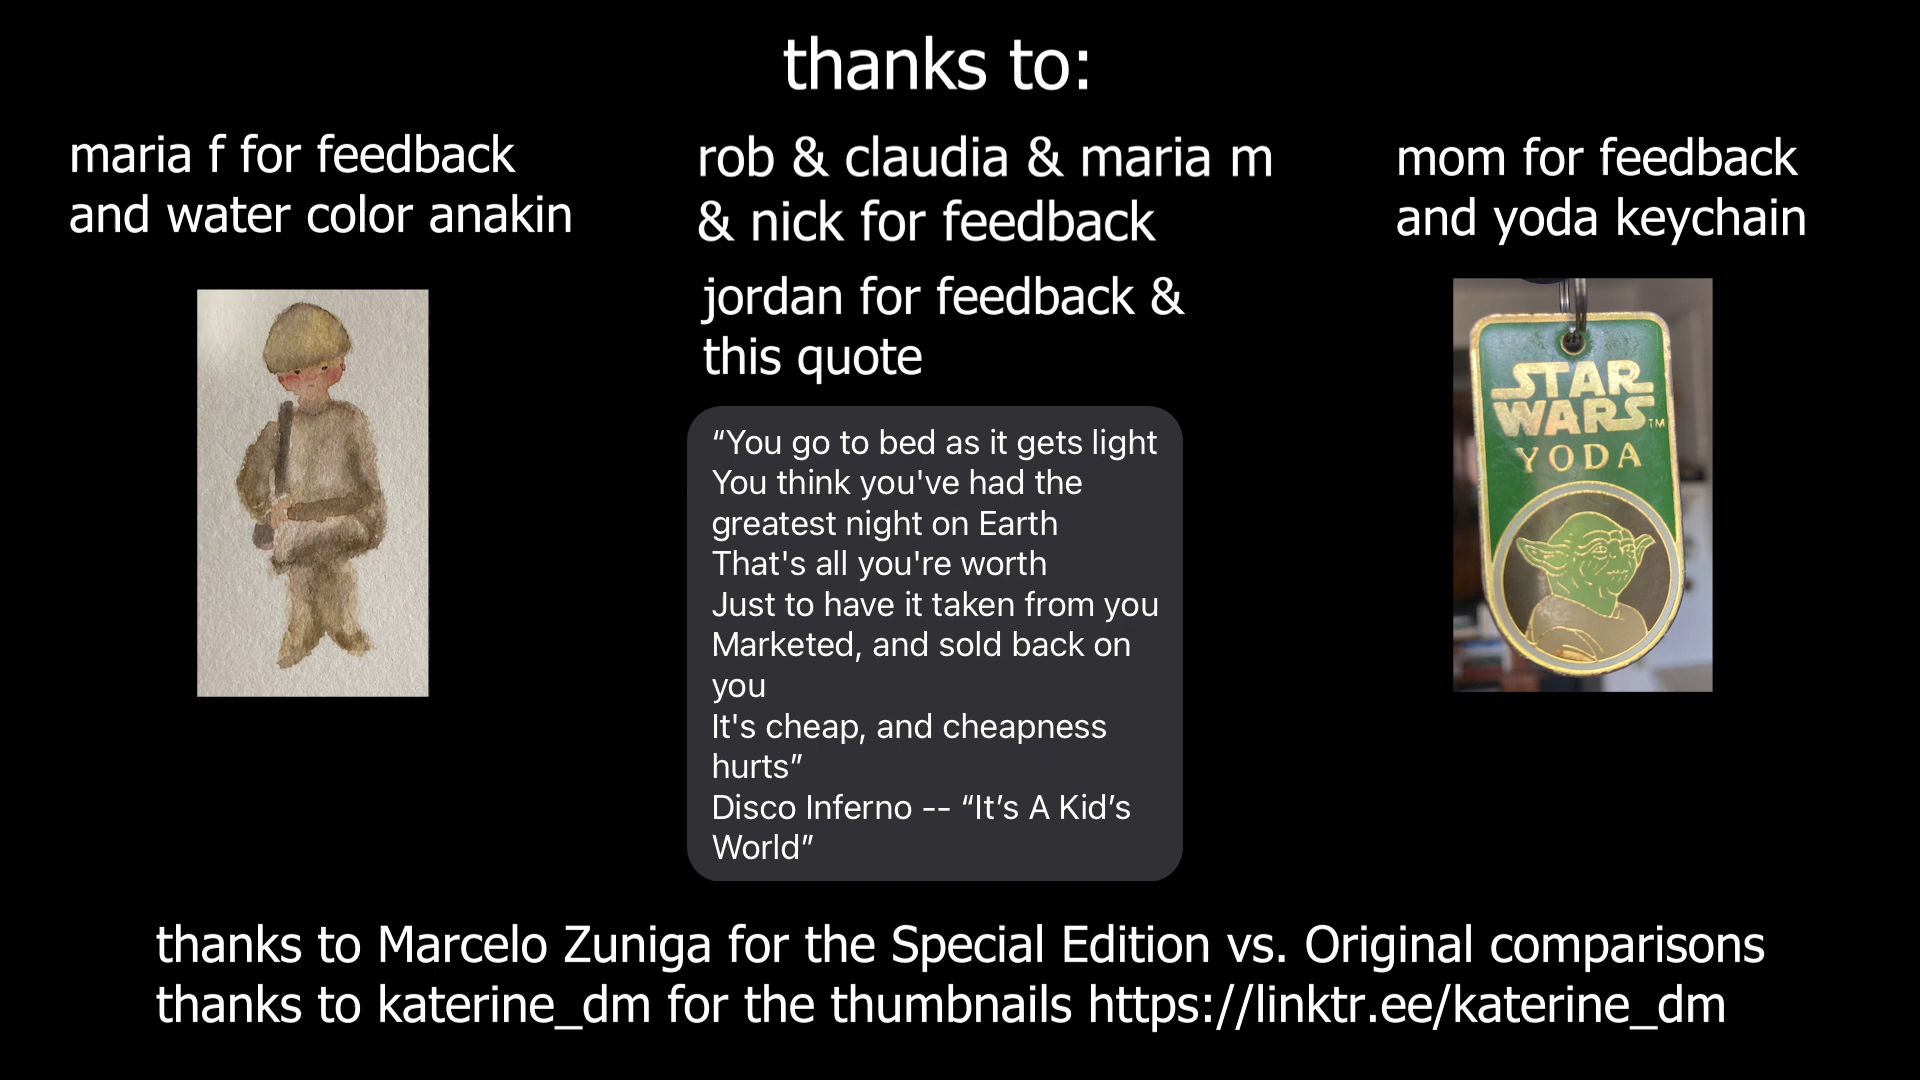 thanks to:
maria f for feedback
and water color anakin
rob & claudia & maria m
& nick for feedback
jordan for feedback &
this quote
“You go to bed as it gets light
You think you've had the
greatest night on Earth
That's all you're worth
Just to have it taken from you
Marketed, and sold back on
you
It's cheap, and cheapness
hurts”
Disco Inferno -- “It’s A Kid’s
World”
mom for feedback
and yoda keychain
STAR
WARS™
YODA
thanks to Marcelo Zuniga for the Special Edition vs. Original comparisons
thanks to katerine_dm for the thumbnails https://linktr.ee/katerine_dm